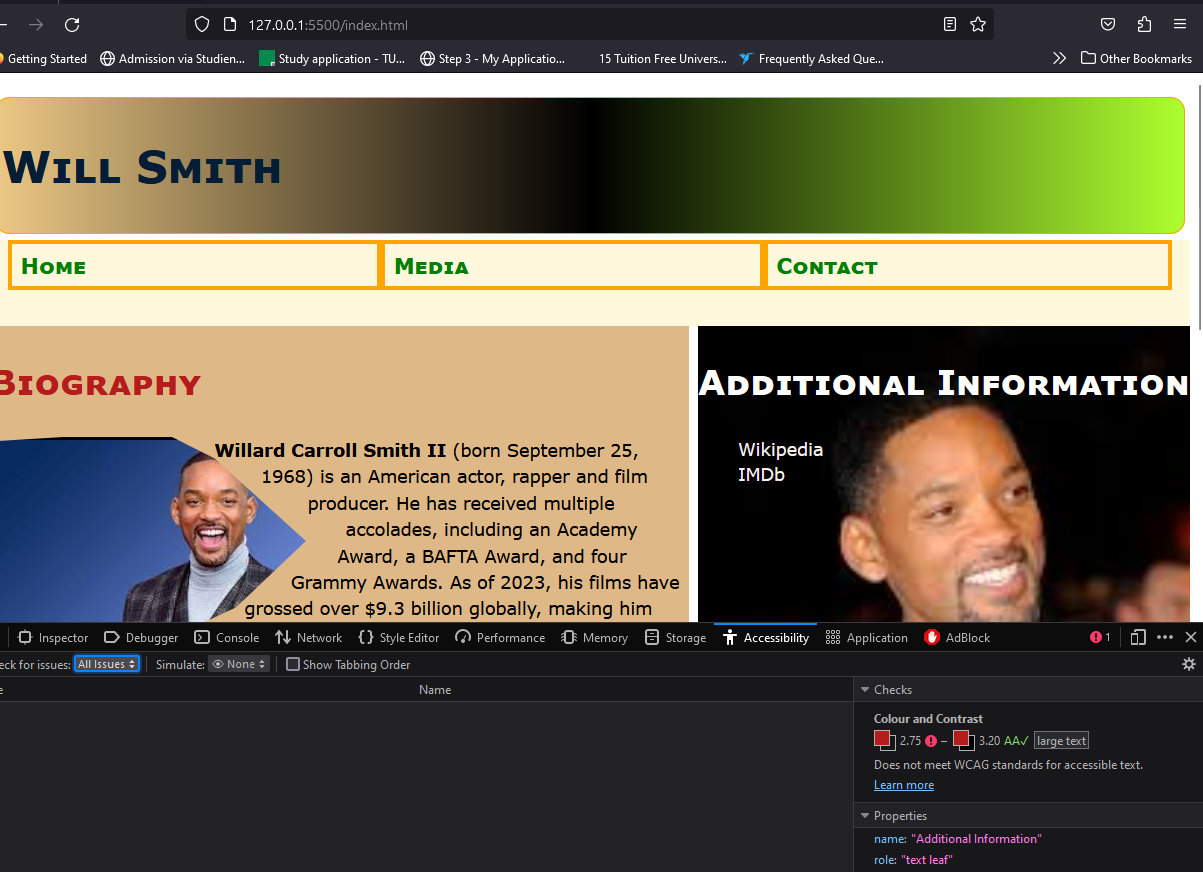 127.0.0.1:5500/index.html
Getting Started Admission via Studien... Study application - TU... Step 3 - My Applicatio... 15 Tuition Free Univers... Frequently Asked Que... Other Bookmarks
Will Smith
Home Media Contact
Biography
Willard Carroll Smith II (born September 25,
1968) is an American actor, rapper and film
producer. He has received multiple
accolades, including an Academy
Award, a BAFTA Award, and four
Grammy Awards. As of 2023, his films have
grossed over $9.3 billion globally, making him
Additional Information
Wikipedia
IMDb
Inspector Debugger Console Network Style Editor Performance Memory Storage Accessibility Application AdBlock 1
eck for issues: All Issues Simulate: None Show Tabbing Order
e Name
Checks
Colour and Contrast
2.75 – 3.20 AA✓ large text
Does not meet WCAG standards for accessible text.
Learn more
Properties
name: "Additional Information"
role: "text leaf"